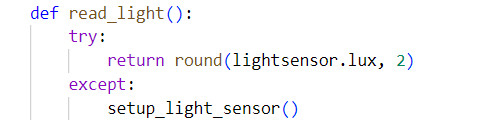 def read_light():
    try:
        return round(lightsensor.lux, 2)
    except:
        setup_light_sensor()